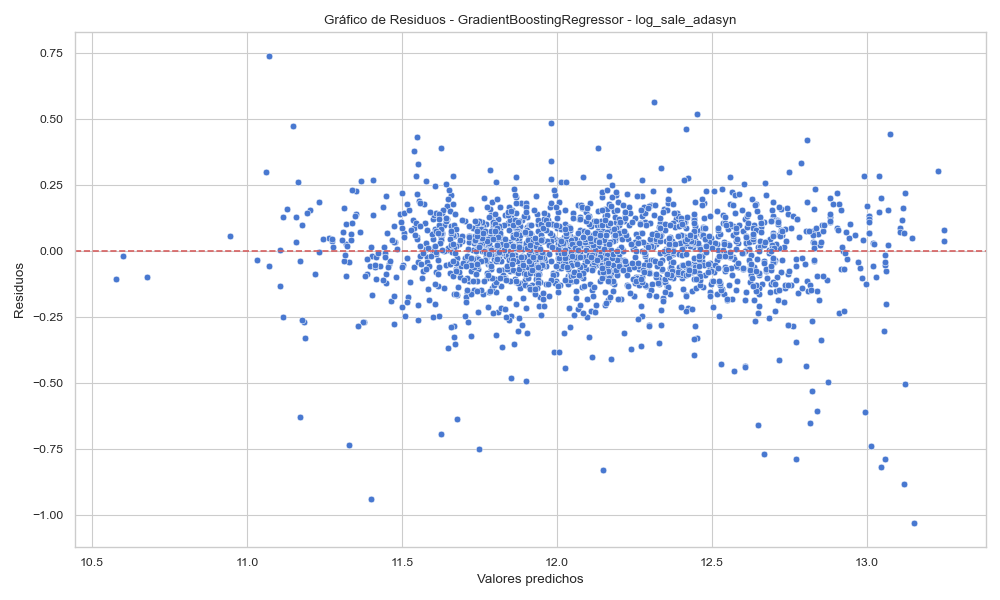 Gráfico de Residuos - GradientBoostingRegressor - log_sale_adasyn
0.75
0.50
0.25
0.00
−0.25
−0.50
−0.75
−1.00
Residuos
10.5 11.0 11.5 12.0 12.5 13.0
Valores predichos